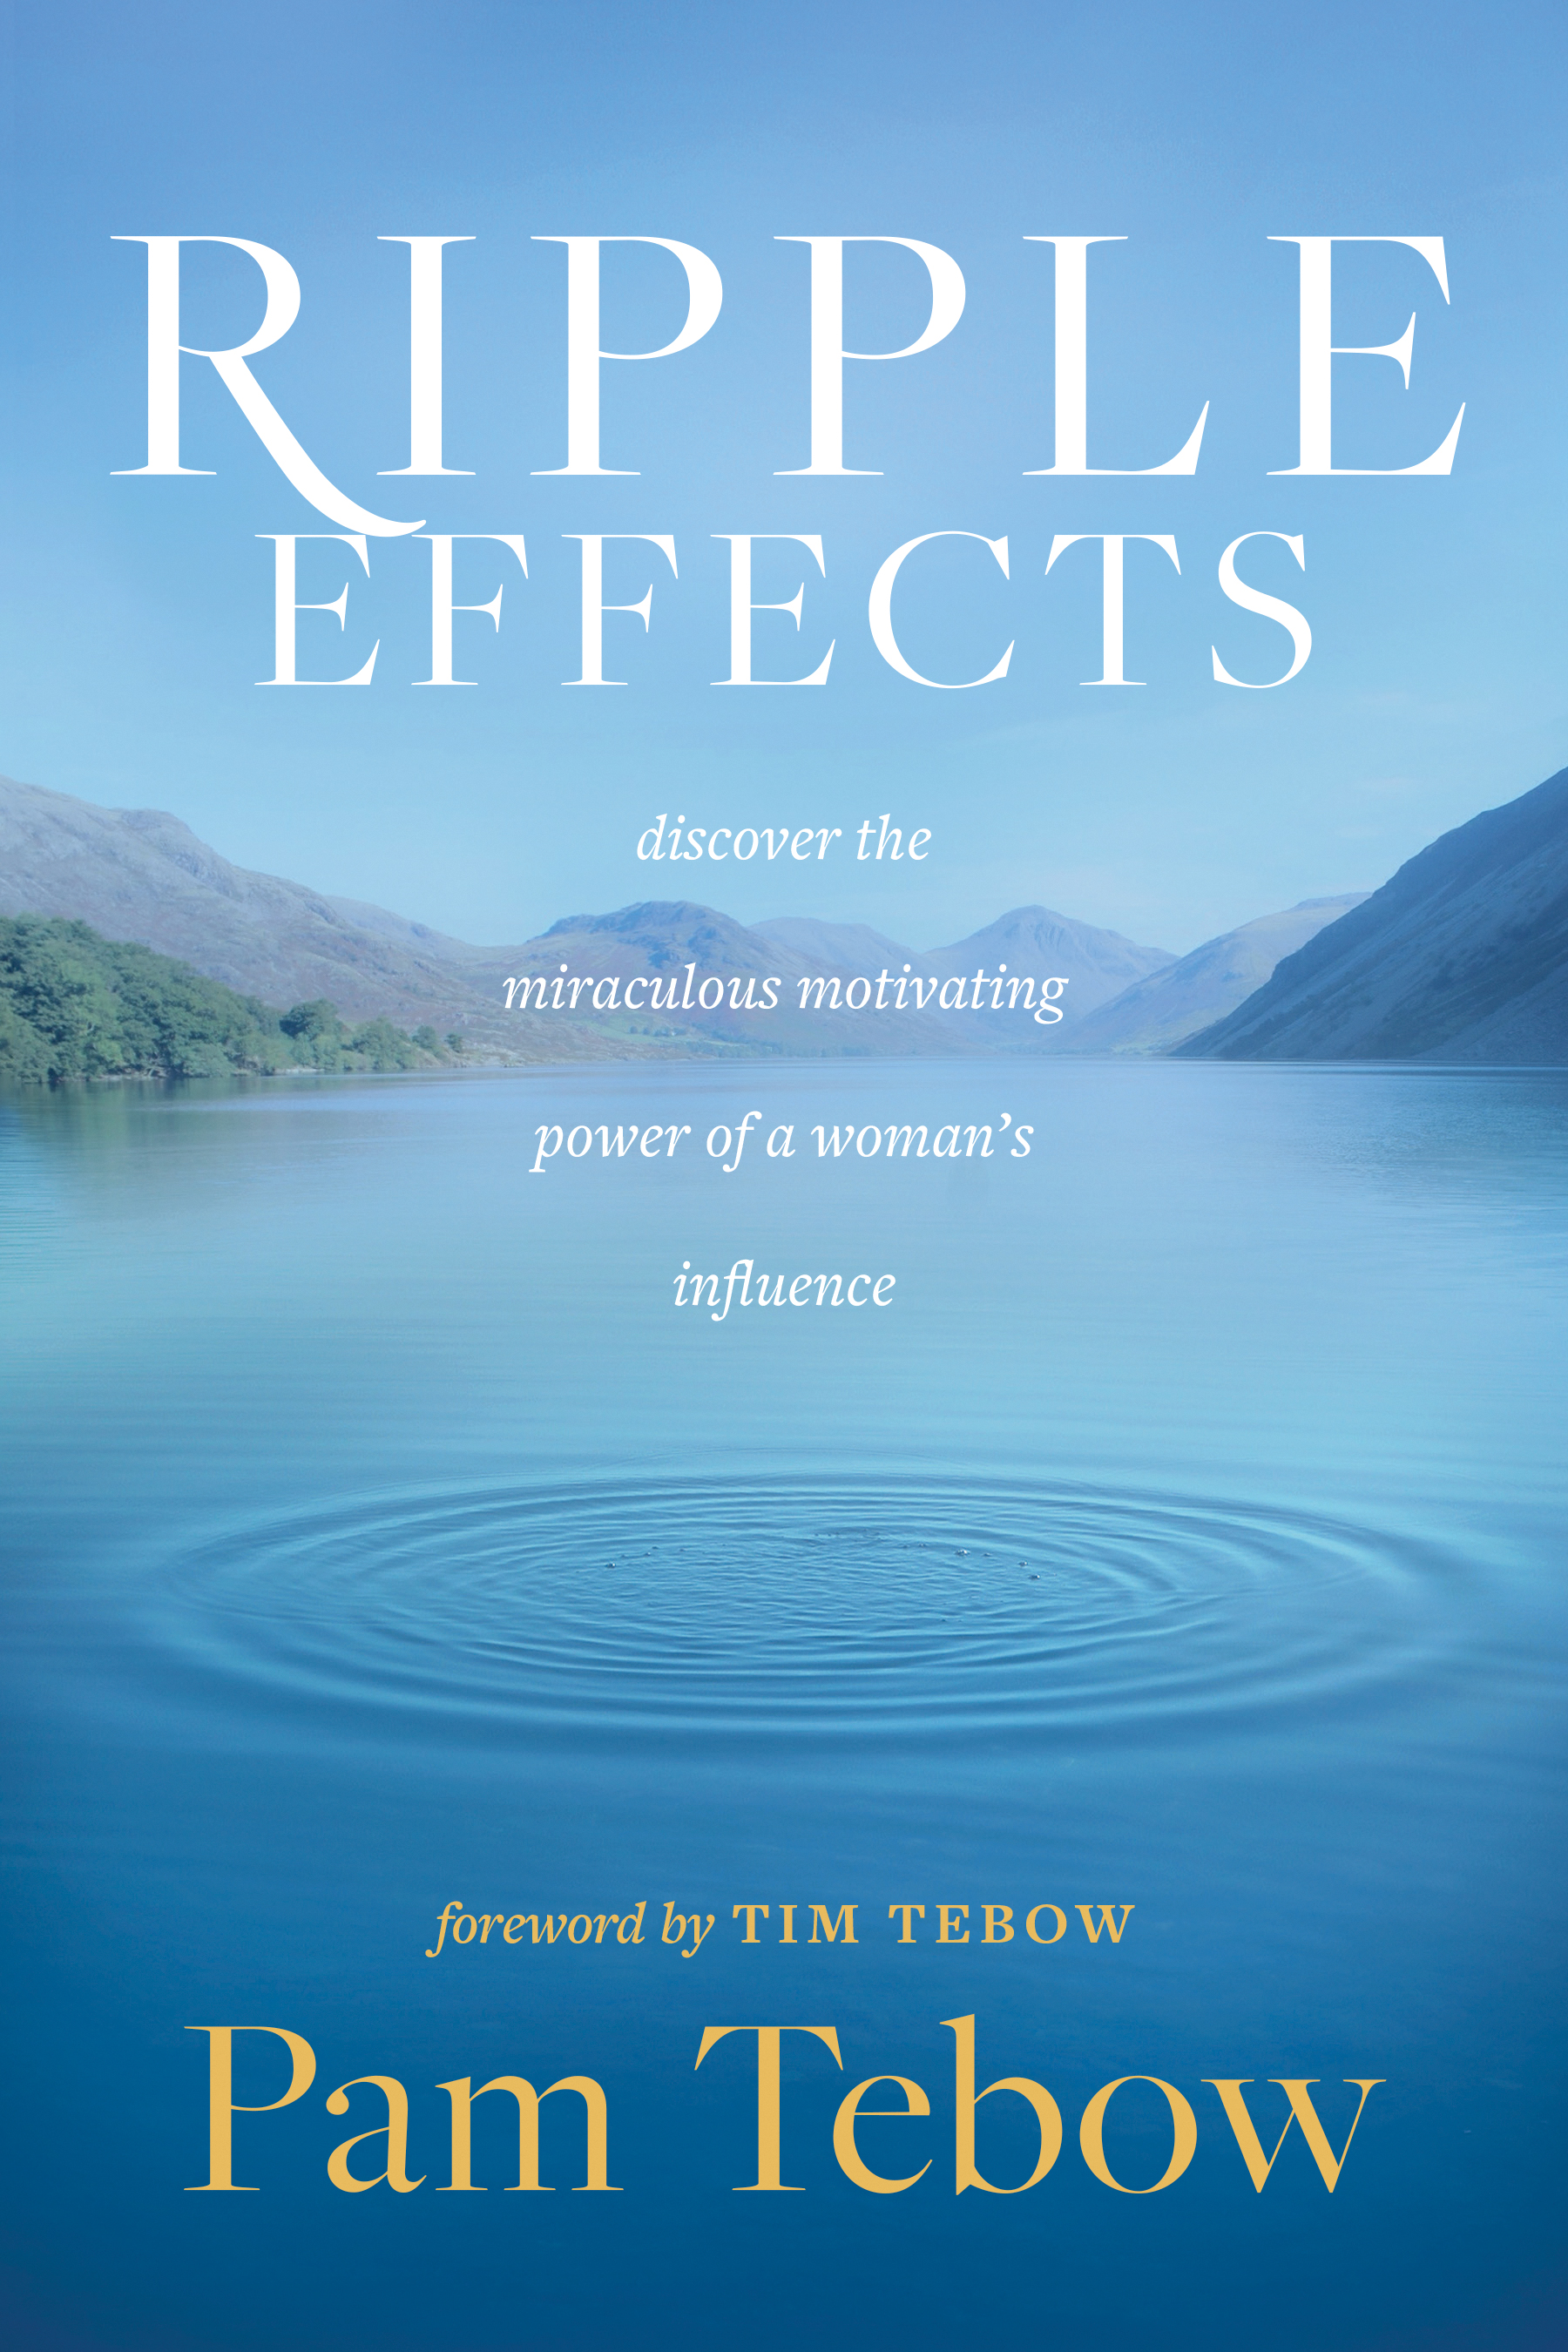 RIPPLE
EFFECTS
discover the
miraculous motivating
power of a woman’s
influence
foreword by TIM TEBOW
Pam Tebow